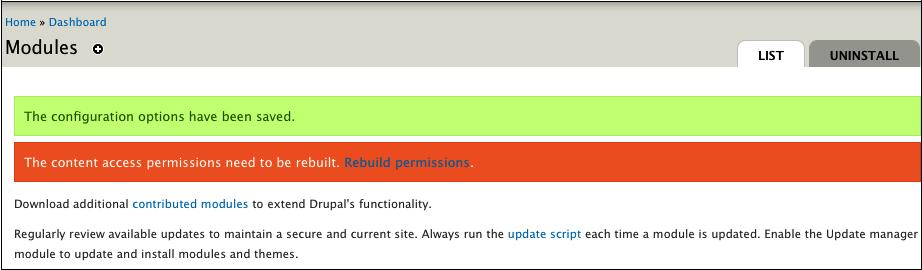 Home » Dashboard
Modules
LIST
UNINSTALL
The configuration options have been saved.
The content access permissions need to be rebuilt. Rebuild permissions.
Download additional contributed modules to extend Drupal's functionality.
Regularly review available updates to maintain a secure and current site. Always run the update script each time a module is updated. Enable the Update manager
module to update and install modules and themes.